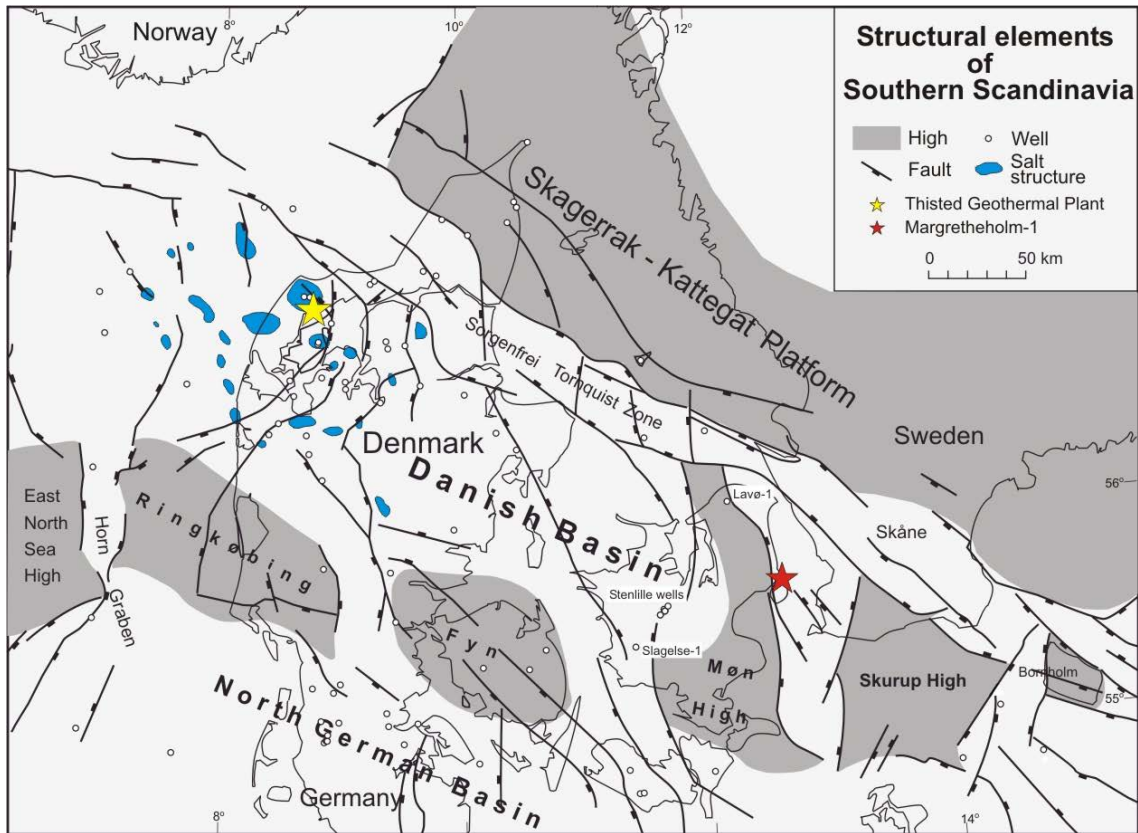 8°
10°
12°
Norway
Structural elements
of
Southern Scandinavia
High
Well
Fault
Salt
structure
Thisted Geothermal Plant
Margretheholm-1
0 50 km
Skagerrak - Kattegat Platform
Sorgenfrei Tornquist Zone
Denmark
Danish Basin
Sweden
56°
East
North
Sea
High
Horn
Graben
Ringkøbing
Lavø-1
Skåne
Stenlille wells
Fyn
Slagelse-1
Møn
High
Skurup High
Bornholm
55°
North German Basin
Germany
8°
14°